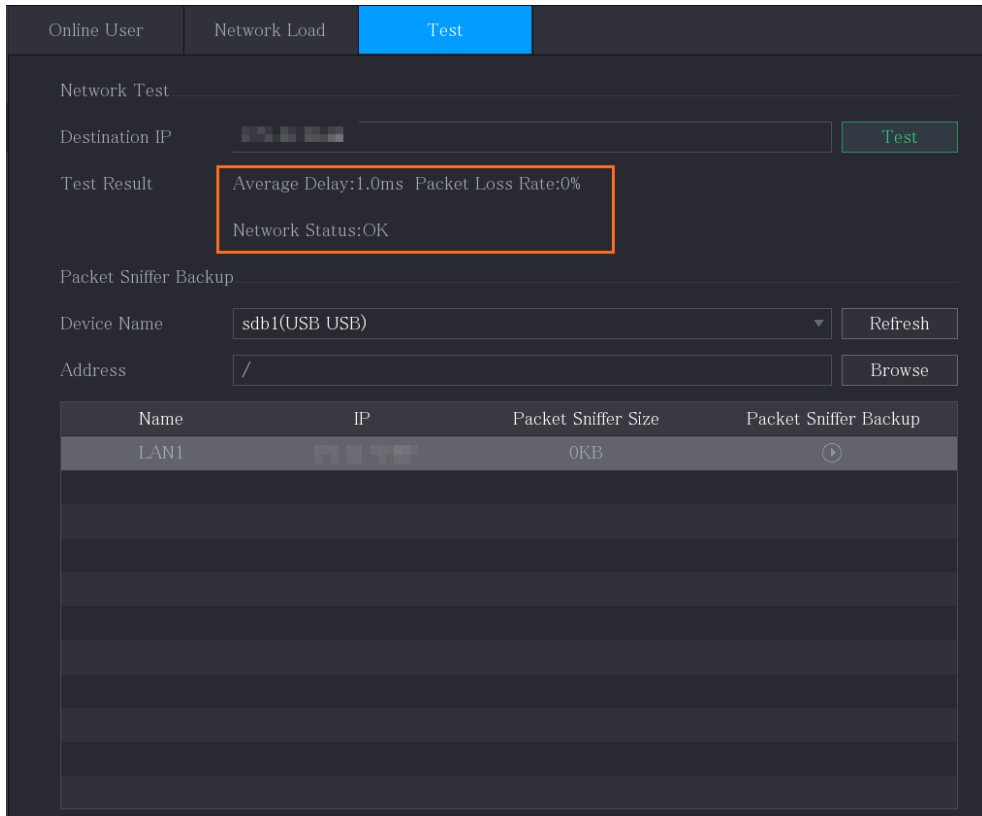 Online User Network Load Test
Network Test
Destination IP Test
Test Result Average Delay:1.0ms Packet Loss Rate:0%
Network Status:OK
Packet Sniffer Backup
Device Name sdb1(USB USB) Refresh
Address / Browse
Name IP Packet Sniffer Size Packet Sniffer Backup
LAN1 0KB